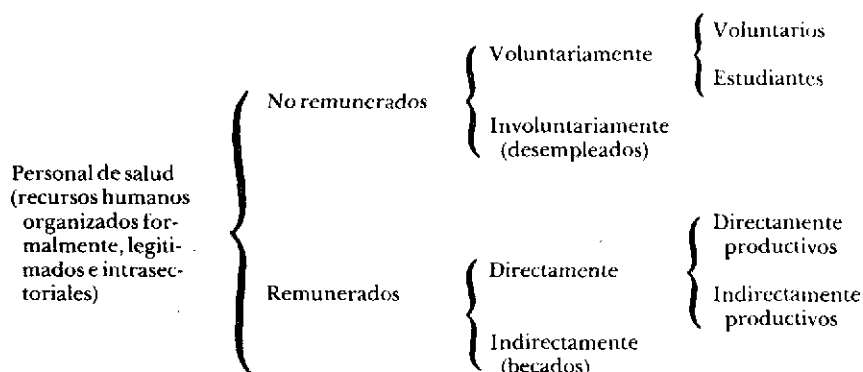 Personal de salud
(recursos humanos
organizados for-
malmente, legiti-
mados e intrasec-
toriales)
No remunerados
Voluntariamente
Voluntarios
Estudiantes
Involuntariamente
(desempleados)
Remunerados
Directamente
Directamente
productivos
Indirectamente
productivos
Indirectamente
(becados)